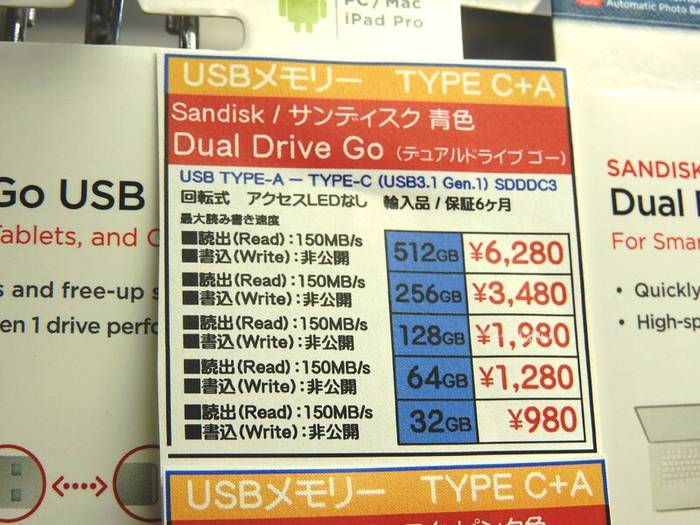 PC/Mac
iPad Pro
Automatic Photo Ba
USBメモリー TYPE C+A
Sandisk / サンディスク 青色
Dual Drive Go (デュアルドライブ ゴー)
USB TYPE-A － TYPE-C (USB3.1 Gen.1) SDDDC3
回転式 アクセスLEDなし 輸入品 / 保証6ケ月
最大読み書き速度
■読出(Read):150MB/s
■書込(Write):非公開
512GB ¥6,280
■読出(Read):150MB/s
■書込(Write):非公開
256GB ¥3,480
■読出(Read):150MB/s
■書込(Write):非公開
128GB ¥1,980
■読出(Read):150MB/s
■書込(Write):非公開
64GB ¥1,280
■読出(Read):150MB/s
■書込(Write):非公開
32GB ¥980
USBメモリー TYPE C+A
Go USB
ablets, and
s and free-up
en 1 drive perfo
SANDISK
Dual
For Smar
• Quickly
• High-sp